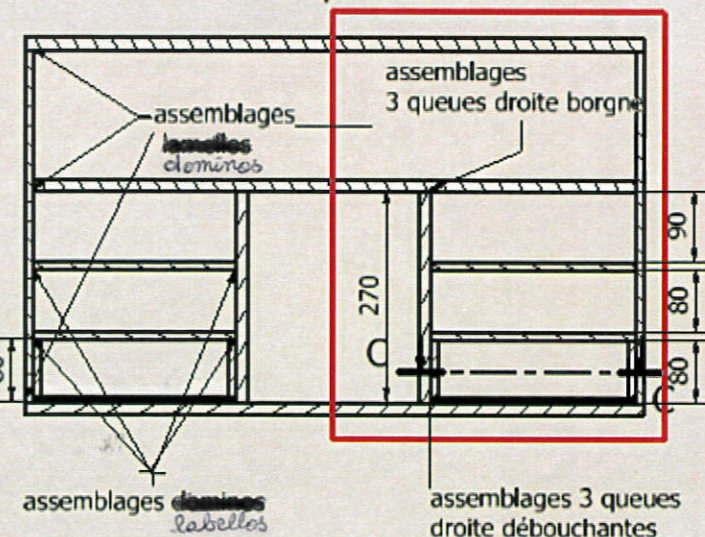 assemblages
3 queues droite borgne
assemblages
lamelles
dominos
90
270
80
C
80
C
assemblages dominos
labellos
assemblages 3 queues
droite débouchantes